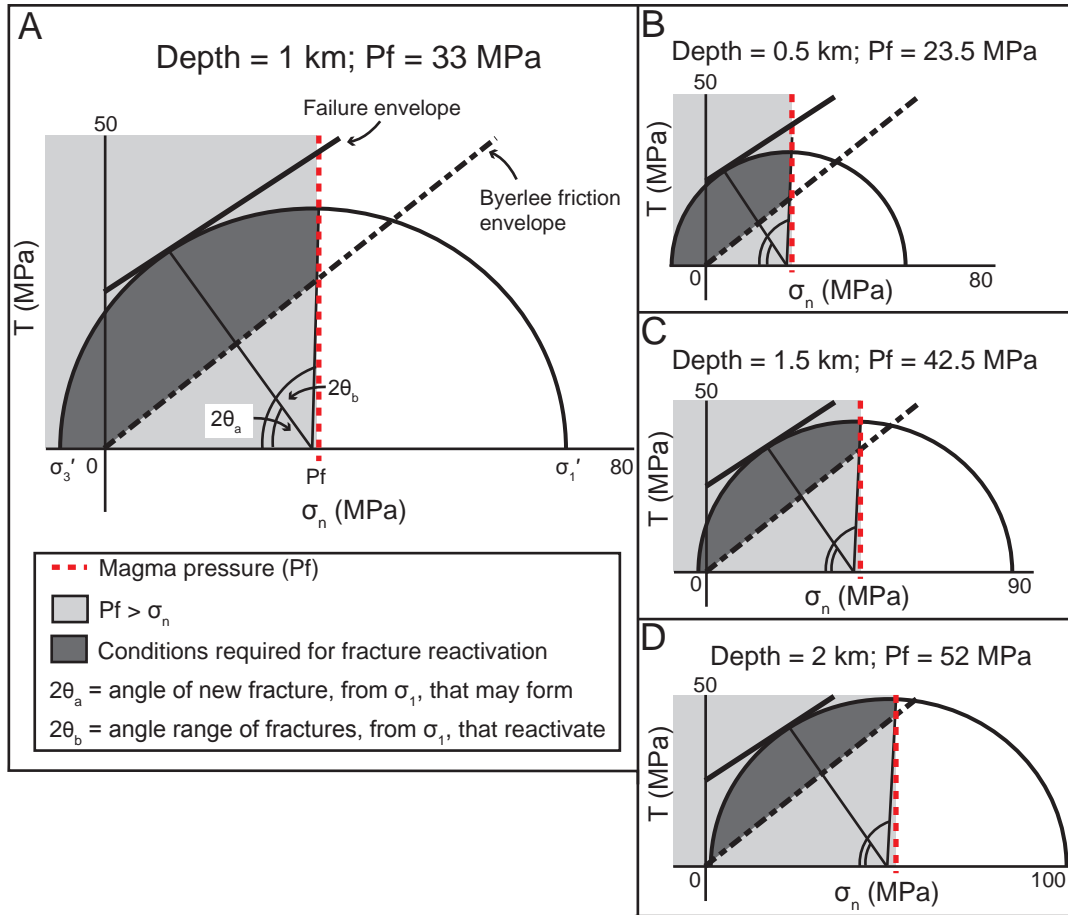 A
Depth = 1 km; Pf = 33 MPa
50
Failure envelope
Byerlee friction
envelope
T (MPa)
2θb
2θa
σ3′
0
Pf
σ1′
80
σn (MPa)
Magma pressure (Pf)
Pf > σn
Conditions required for fracture reactivation
2θa = angle of new fracture, from σ1, that may form
2θb = angle range of fractures, from σ1, that reactivate
B
Depth = 0.5 km; Pf = 23.5 MPa
50
T (MPa)
0
80
σn (MPa)
C
Depth = 1.5 km; Pf = 42.5 MPa
50
T (MPa)
0
90
σn (MPa)
D
Depth = 2 km; Pf = 52 MPa
50
T (MPa)
0
100
σn (MPa)